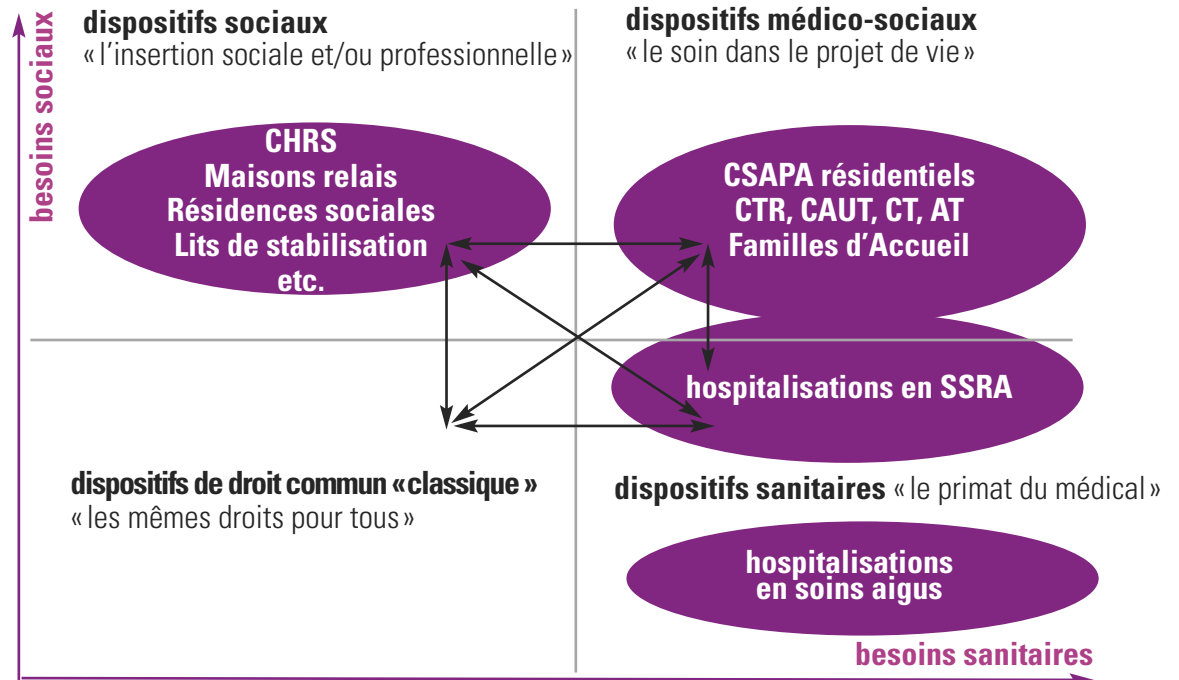 besoins sociaux
dispositifs sociaux
« l'insertion sociale et/ou professionnelle »
dispositifs médico-sociaux
« le soin dans le projet de vie »
CHRS
Maisons relais
Résidences sociales
Lits de stabilisation
etc.
CSAPA résidentiels
CTR, CAUT, CT, AT
Familles d'Accueil
hospitalisations en SSRA
dispositifs de droit commun « classique »
« les mêmes droits pour tous »
dispositifs sanitaires « le primat du médical »
hospitalisations
en soins aigus
besoins sanitaires